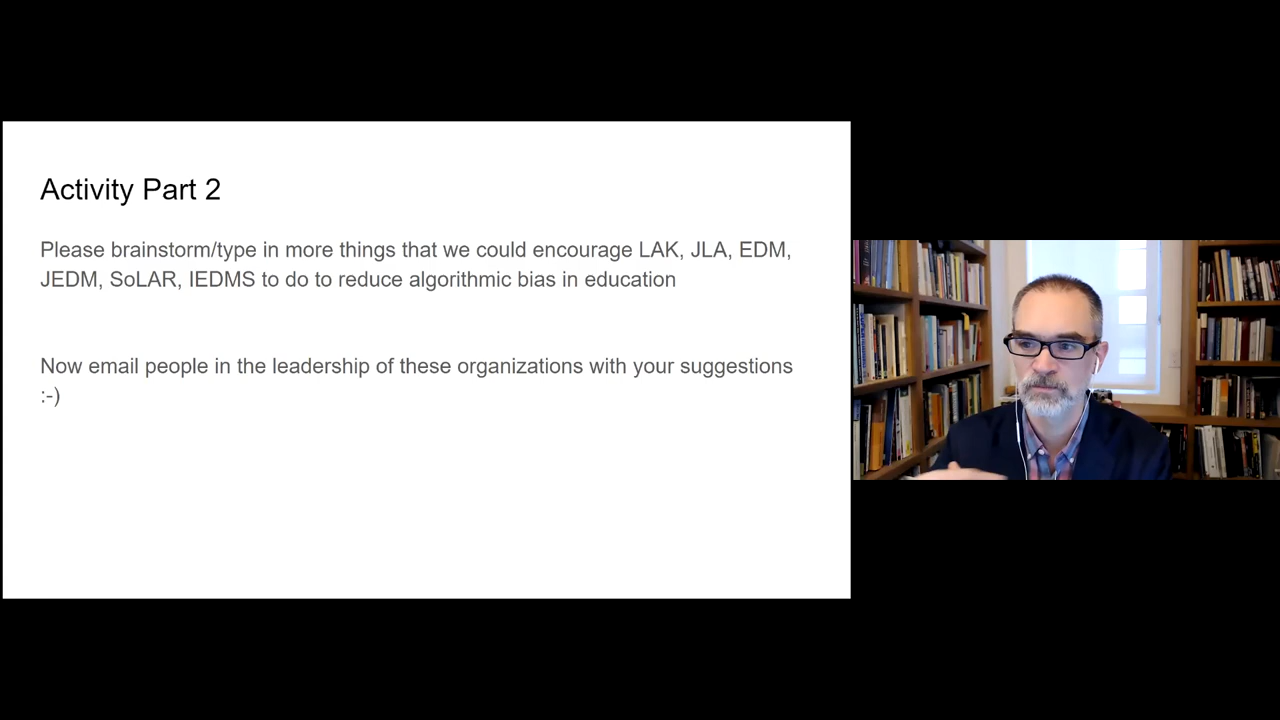 Activity Part 2
Please brainstorm/type in more things that we could encourage LAK, JLA, EDM,
JEDM, SoLAR, IEDMS to do to reduce algorithmic bias in education
Now email people in the leadership of these organizations with your suggestions
:-)